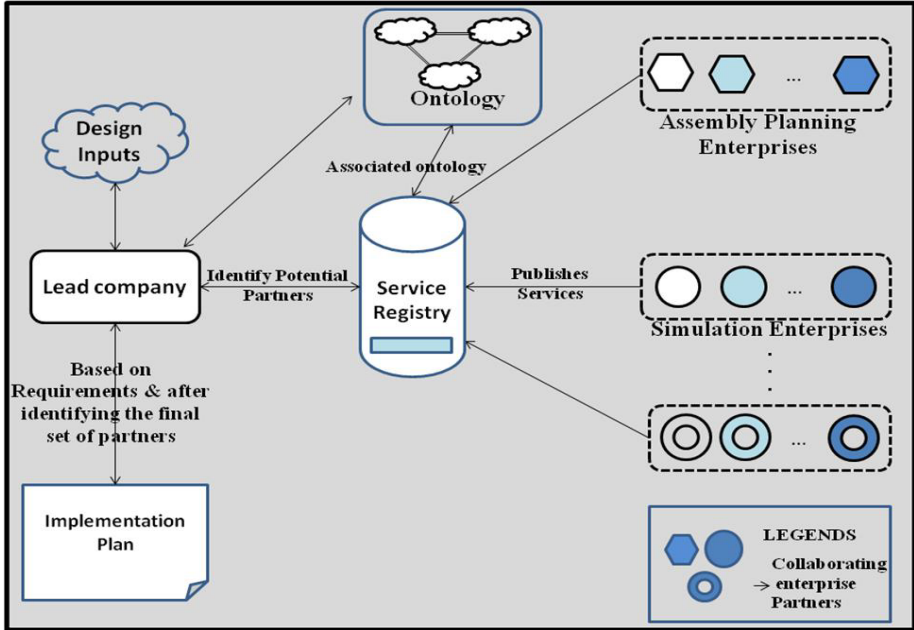 Ontology
Assembly Planning
Enterprises
...
Design
Inputs
Associated ontology
Lead company
Identify Potential
Partners
Service
Registry
Publishes
Services
...
Simulation Enterprises
Based on
Requirements & after
identifying the final
set of partners
...
Implementation
Plan
LEGENDS
Collaborating
enterprise
Partners